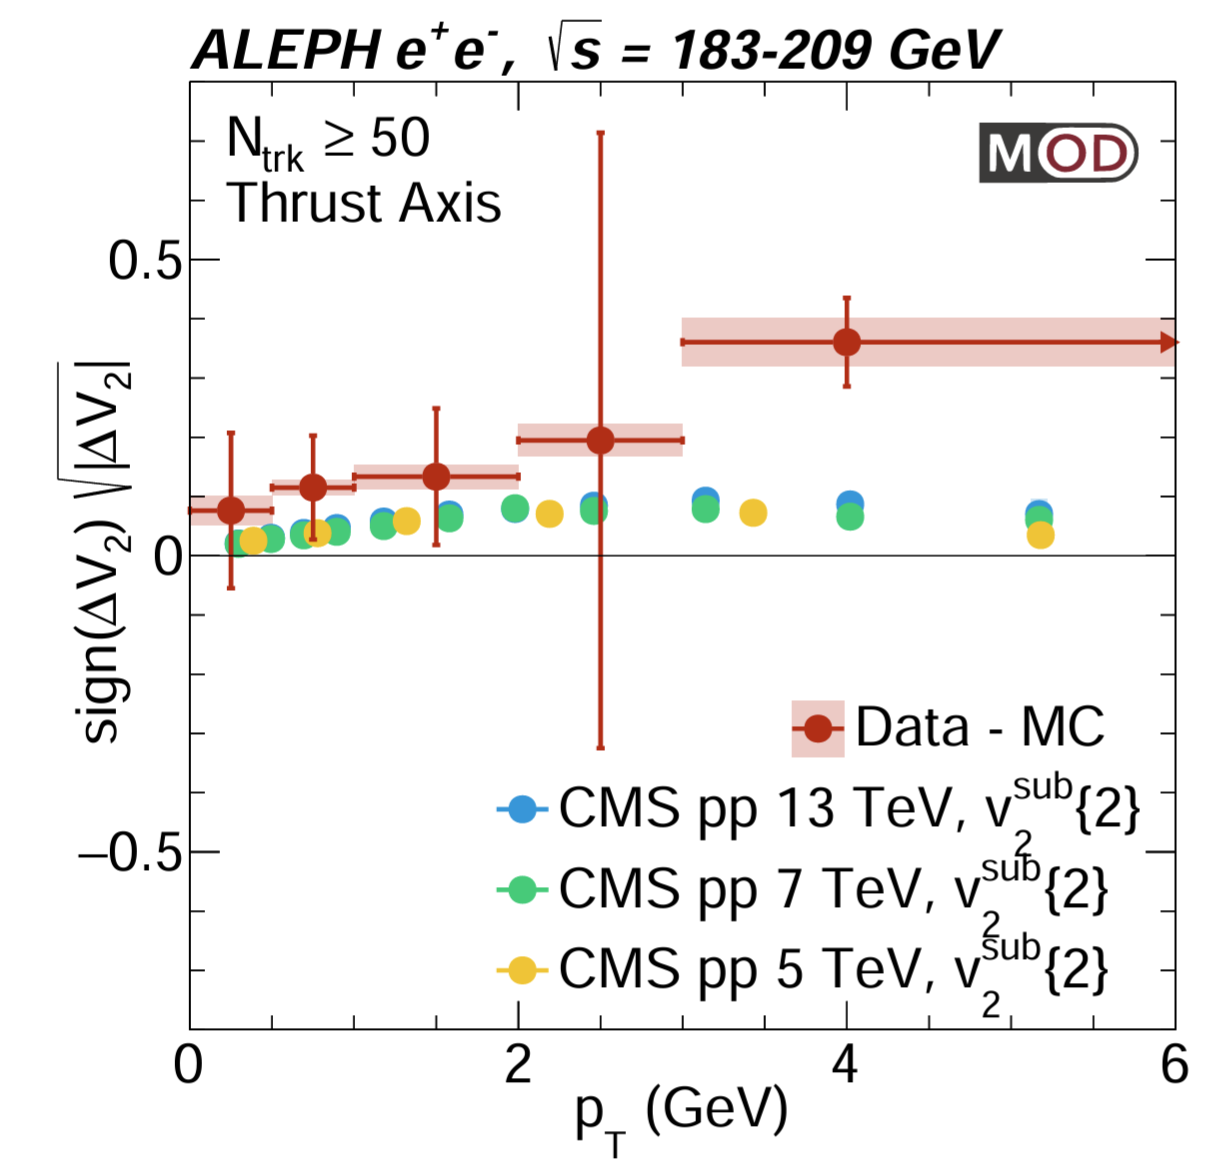 ALEPH e⁺e⁻, √s = 183-209 GeV
N_trk ≥ 50
Thrust Axis
MOD
0.5
0
−0.5
sign(ΔV₂) √|ΔV₂|
Data - MC
CMS pp 13 TeV, v₂^sub{2}
CMS pp 7 TeV, v₂^sub{2}
CMS pp 5 TeV, v₂^sub{2}
0 2 4 6
p_T (GeV)